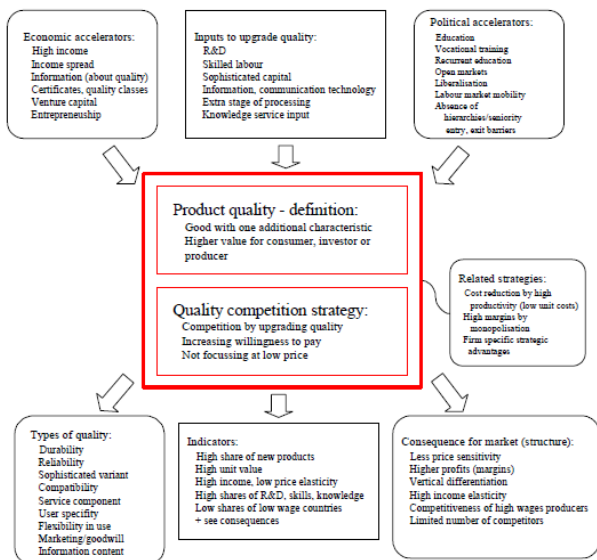 Economic accelerators:
High income
Income spread
Information (about quality)
Certificates, quality classes
Venture capital
Entrepreneurship
Inputs to upgrade quality:
R&D
Skilled labour
Sophisticated capital
Information, communication technology
Extra stage of processing
Knowledge service input
Political accelerators:
Education
Vocational training
Recurrent education
Open markets
Liberalisation
Labour market mobility
Absence of
hierarchies/seniority
entry, exit barriers
Product quality - definition:
Good with one additional characteristic
Higher value for consumer, investor or
producer
Quality competition strategy:
Competition by upgrading quality
Increasing willingness to pay
Not focussing at low price
Related strategies:
Cost reduction by high
productivity (low unit costs)
High margins by
monopolisation
Firm specific strategic
advantages
Types of quality:
Durability
Reliability
Sophisticated variant
Compatibility
Service component
User specifity
Flexibility in use
Marketing/goodwill
Information content
Indicators:
High share of new products
High unit value
High income, low price elasticity
High shares of R&D, skills, knowledge
Low shares of low wage countries
+ see consequences
Consequence for market (structure):
Less price sensitivity
Higher profits (margins)
Vertical differentiation
High income elasticity
Competitiveness of high wages producers
Limited number of competitors